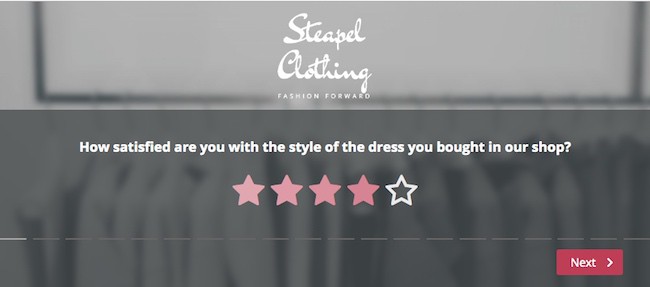 Steapel
Clothing
FASHION FORWARD
How satisfied are you with the style of the dress you bought in our shop?
Next